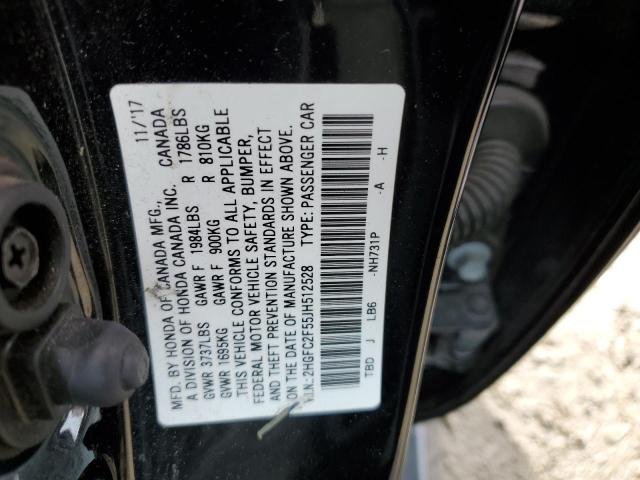 MFD. BY HONDA OF CANADA MFG., 11/'17
A DIVISION OF HONDA CANADA INC. CANADA
GVWR 3737LBS GAWR F 1984LBS R 1786LBS
GVWR 1695KG GAWR F 900KG R 810KG
THIS VEHICLE CONFORMS TO ALL APPLICABLE
FEDERAL MOTOR VEHICLE SAFETY, BUMPER,
AND THEFT PREVENTION STANDARDS IN EFFECT
ON THE DATE OF MANUFACTURE SHOWN ABOVE.
V.I.N.:2HGFC2F55JH512528 TYPE: PASSENGER CAR
TBD J LB6 -NH731P -A -H